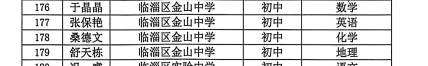 176 于晶晶 临淄区金山中学 初中 数学
177 张保艳 临淄区金山中学 初中 英语
178 桑德文 临淄区金山中学 初中 化学
179 舒天栋 临淄区金山中学 初中 地理